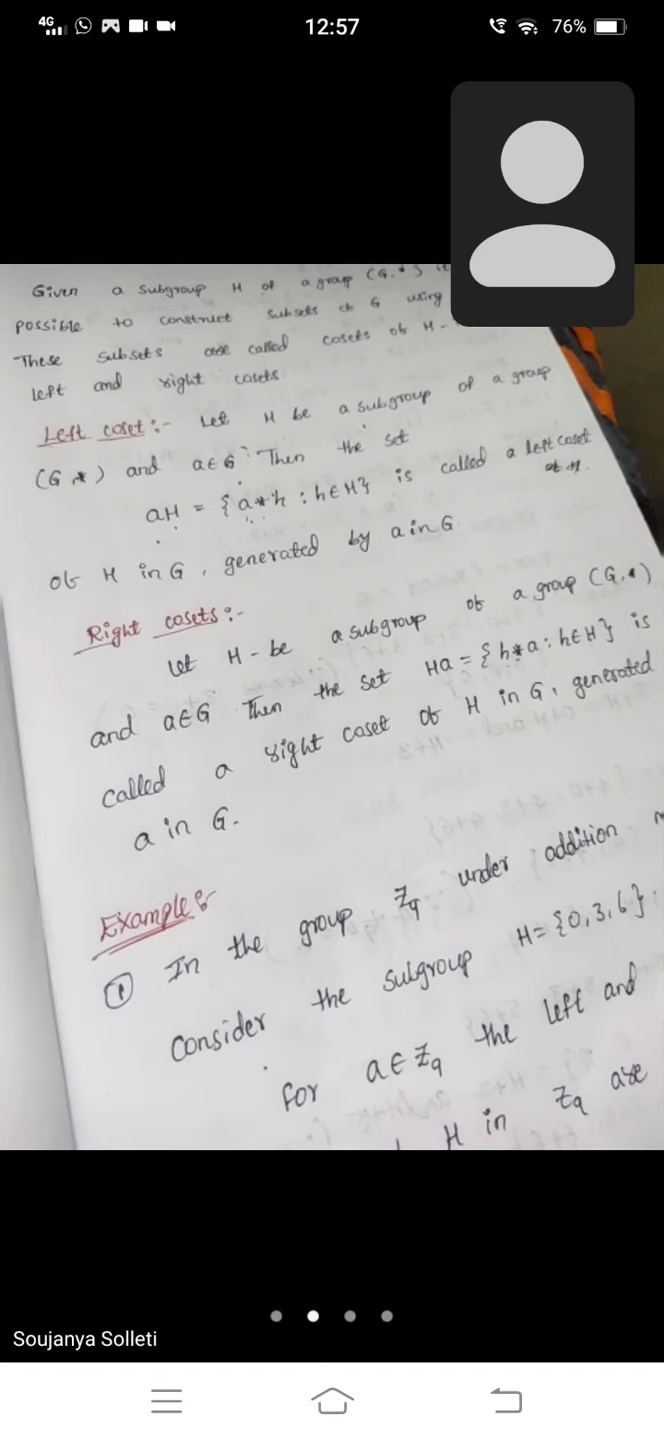 4G 12:57 76%
Given a subgroup H of a group (G, *) it
possible to construct subsets of G using
These subsets are called cosets of H -
left and right cosets.
Left coset :- Let H be a subgroup of a group
(G *) and a∈G Then the set
aH = {a*h : h∈H} is called a left coset
of H.
of H in G, generated by a in G
Right cosets :-
Let H - be a subgroup of a group (G, *)
and a∈G Then the set Ha = {h*a : h∈H} is
called a right coset of H in G, generated
a in G.
Example :-
① In the group Z9 under addition
Consider the subgroup H = {0, 3, 6}.
for a∈Z9 the left and
H in Z9 are
Soujanya Solleti